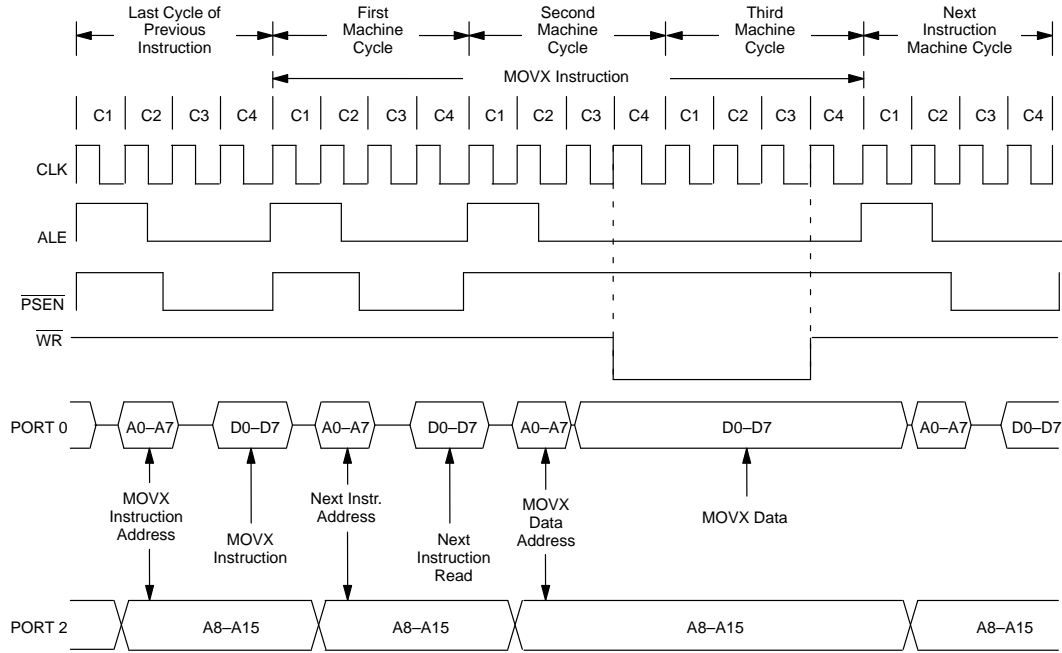 Last Cycle of
Previous
Instruction
First
Machine
Cycle
Second
Machine
Cycle
Third
Machine
Cycle
Next
Instruction
Machine Cycle
MOVX Instruction
C1 C2 C3 C4 C1 C2 C3 C4 C1 C2 C3 C4 C1 C2 C3 C4 C1 C2 C3 C4
CLK
ALE
PSEN
WR
PORT 0 A0–A7 D0–D7 A0–A7 D0–D7 A0–A7 D0–D7 A0–A7 D0–D7
MOVX
Instruction
Address
MOVX
Instruction
Next Instr.
Address
Next
Instruction
Read
MOVX
Data
Address
MOVX Data
PORT 2 A8–A15 A8–A15 A8–A15 A8–A15